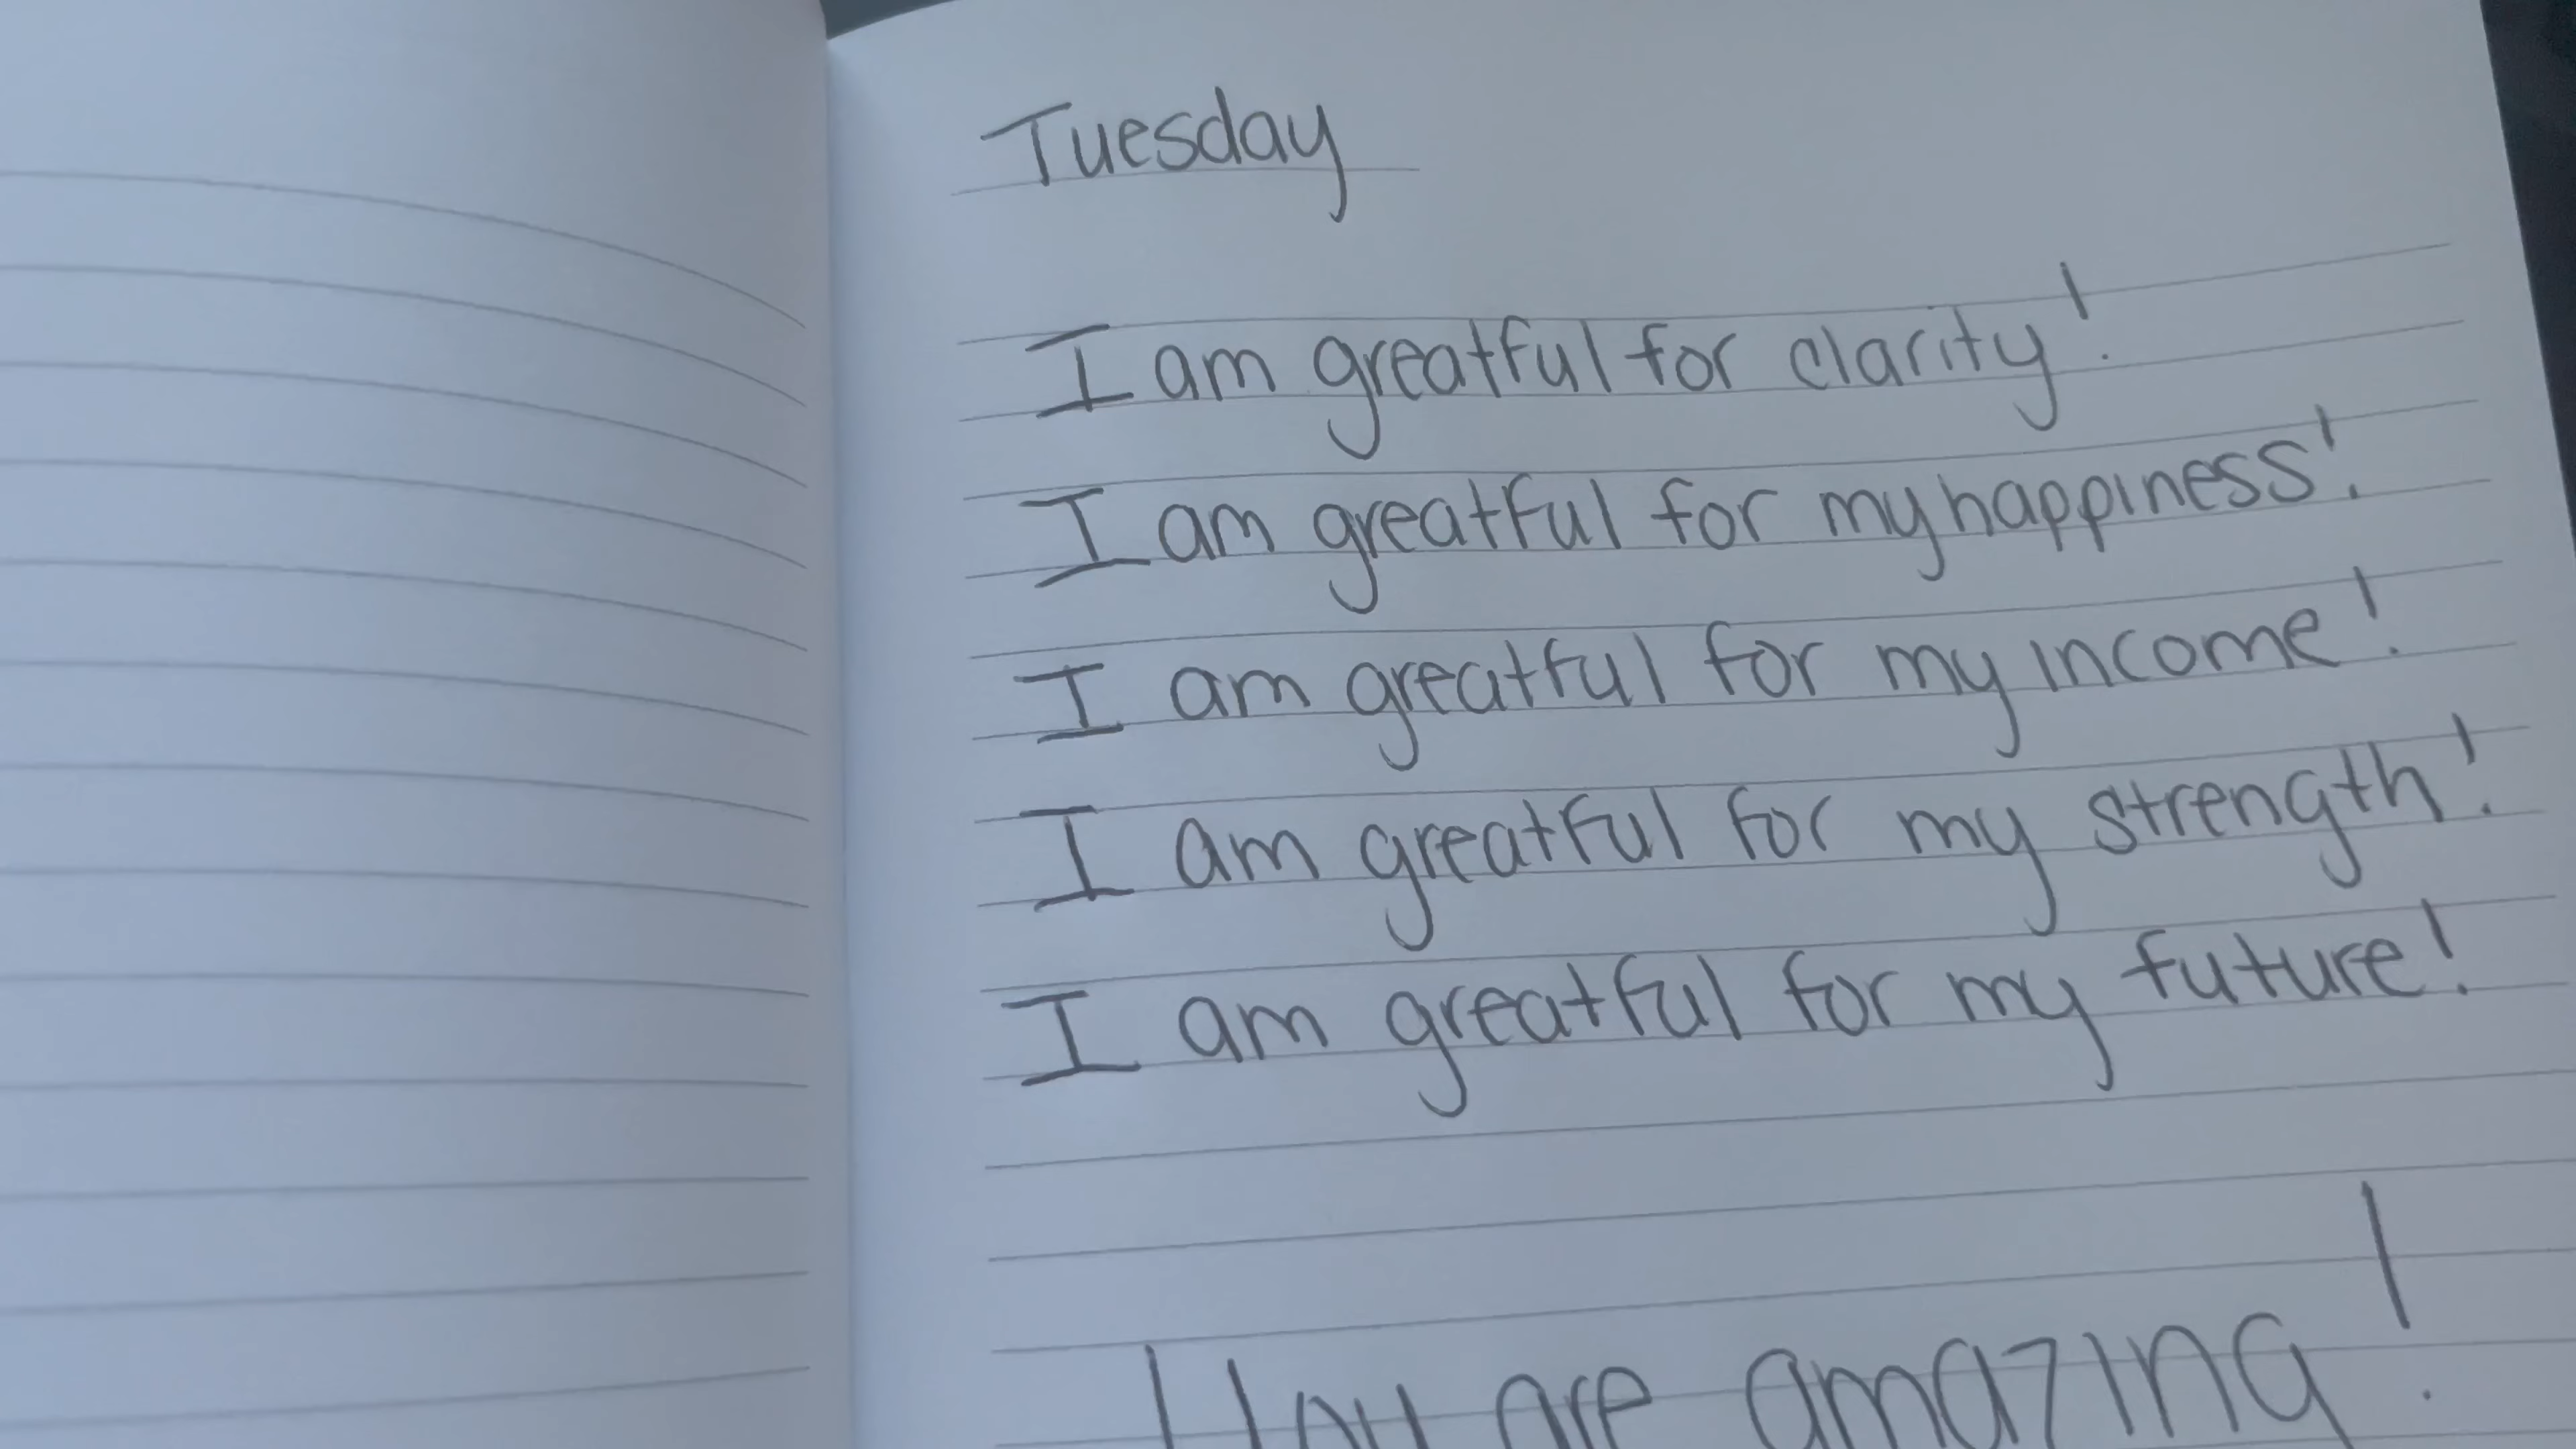 Tuesday
I am greatful for clarity!
I am greatful for my happiness!
I am greatful for my income!
I am greatful for my strength!
I am greatful for my future!
You are amazing!